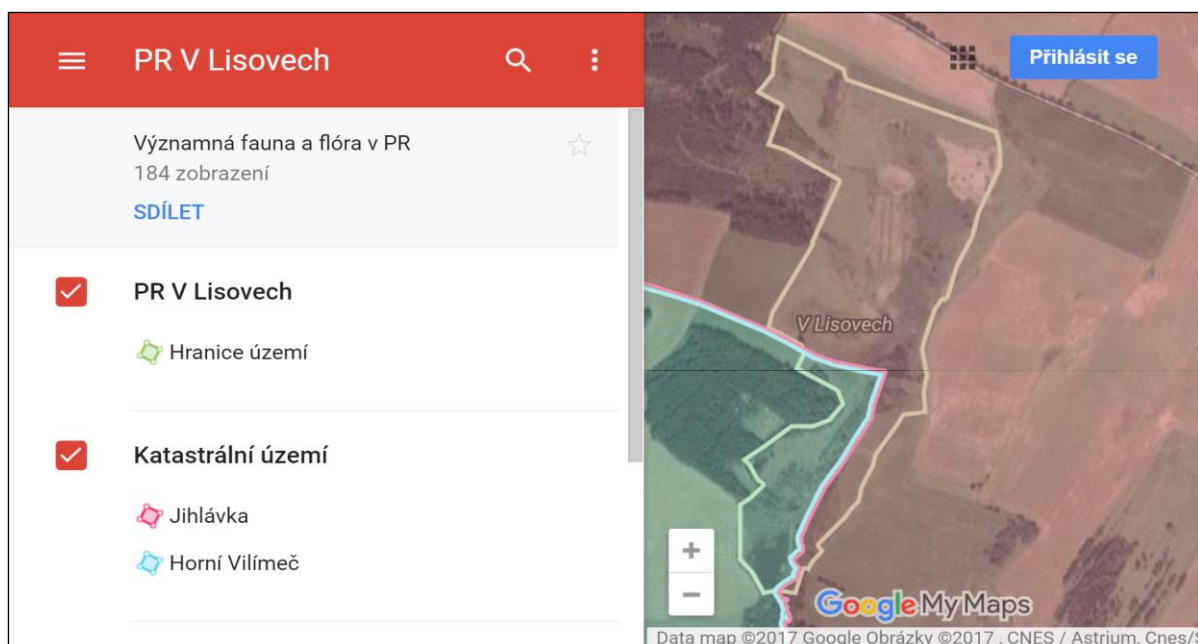 PR V Lisovech
Významná fauna a flóra v PR
184 zobrazení
SDÍLET
PR V Lisovech
Hranice území
Katastrální území
Jihlávka
Horní Vilímeč
Přihlásit se
V Lisovech
+
−
Google My Maps
Data map ©2017 Google Obrázky ©2017 , CNES / Astrium, Cnes/S